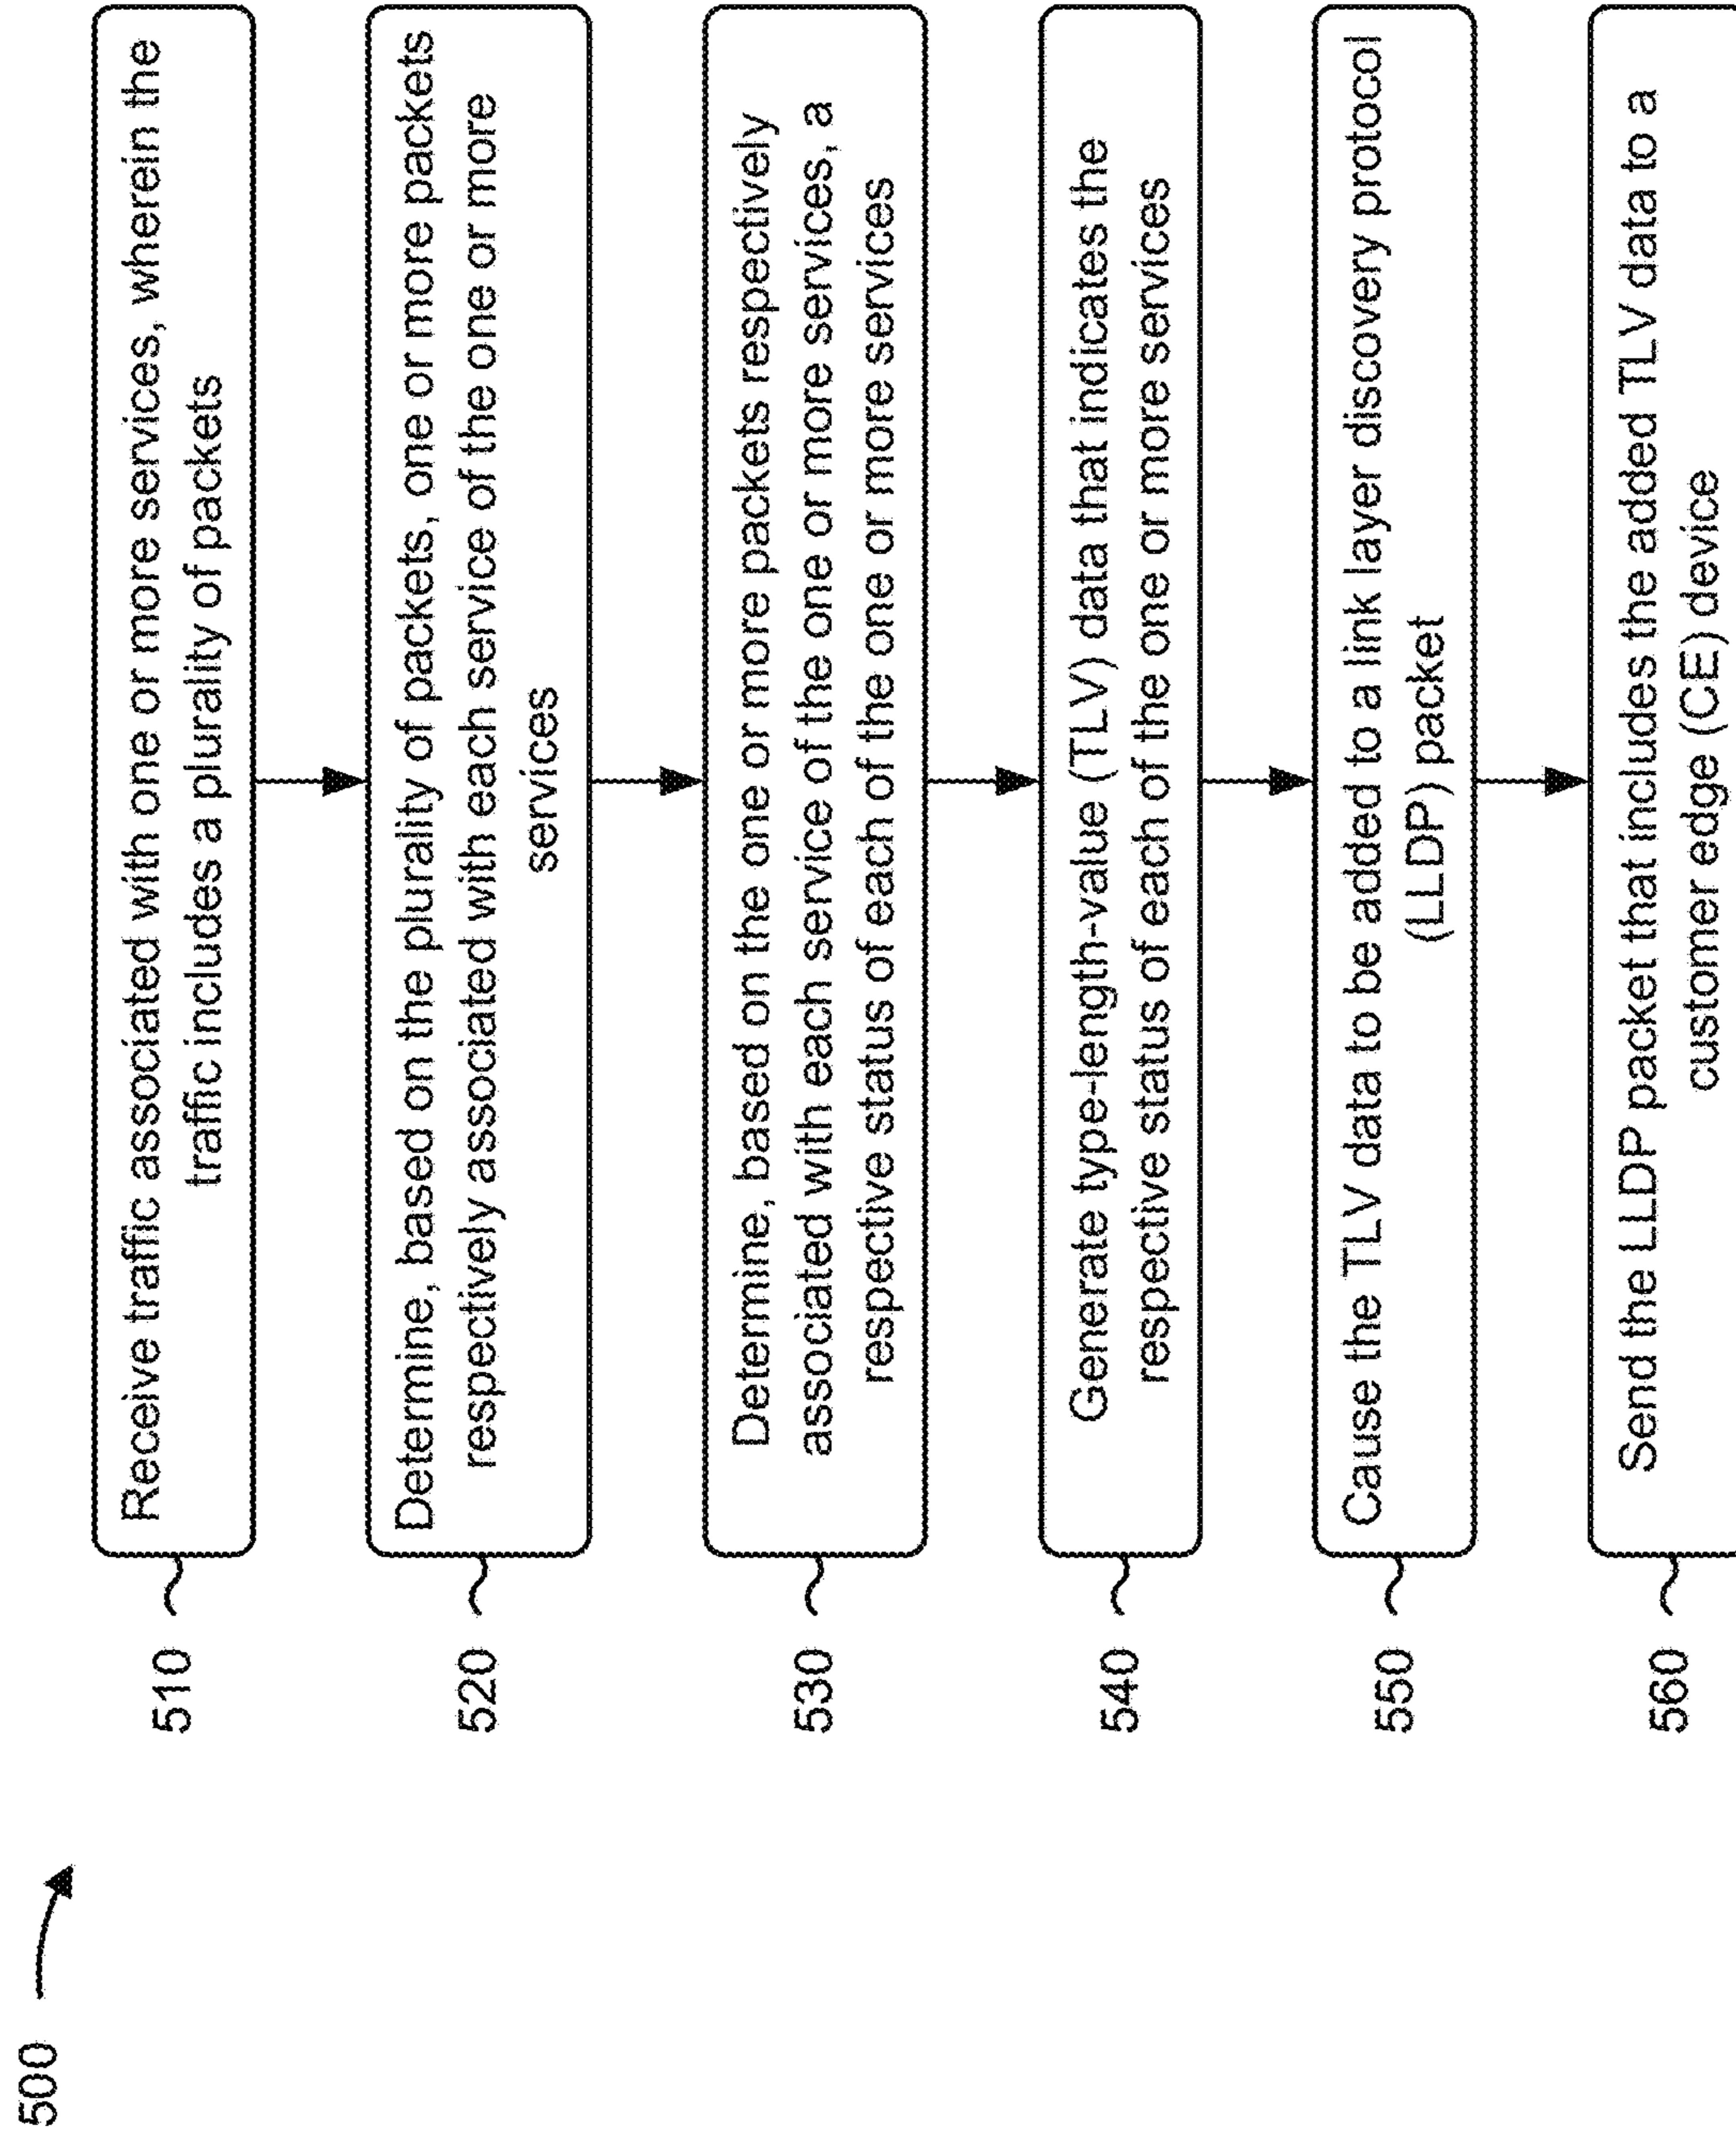 500
510
Receive traffic associated with one or more services, wherein the
traffic includes a plurality of packets
520
Determine, based on the plurality of packets, one or more packets
respectively associated with each service of the one or more
services
530
Determine, based on the one or more packets respectively
associated with each service of the one or more services, a
respective status of each of the one or more services
540
Generate type-length-value (TLV) data that indicates the
respective status of each of the one or more services
550
Cause the TLV data to be added to a link layer discovery protocol
(LLDP) packet
560
Send the LLDP packet that includes the added TLV data to a
customer edge (CE) device